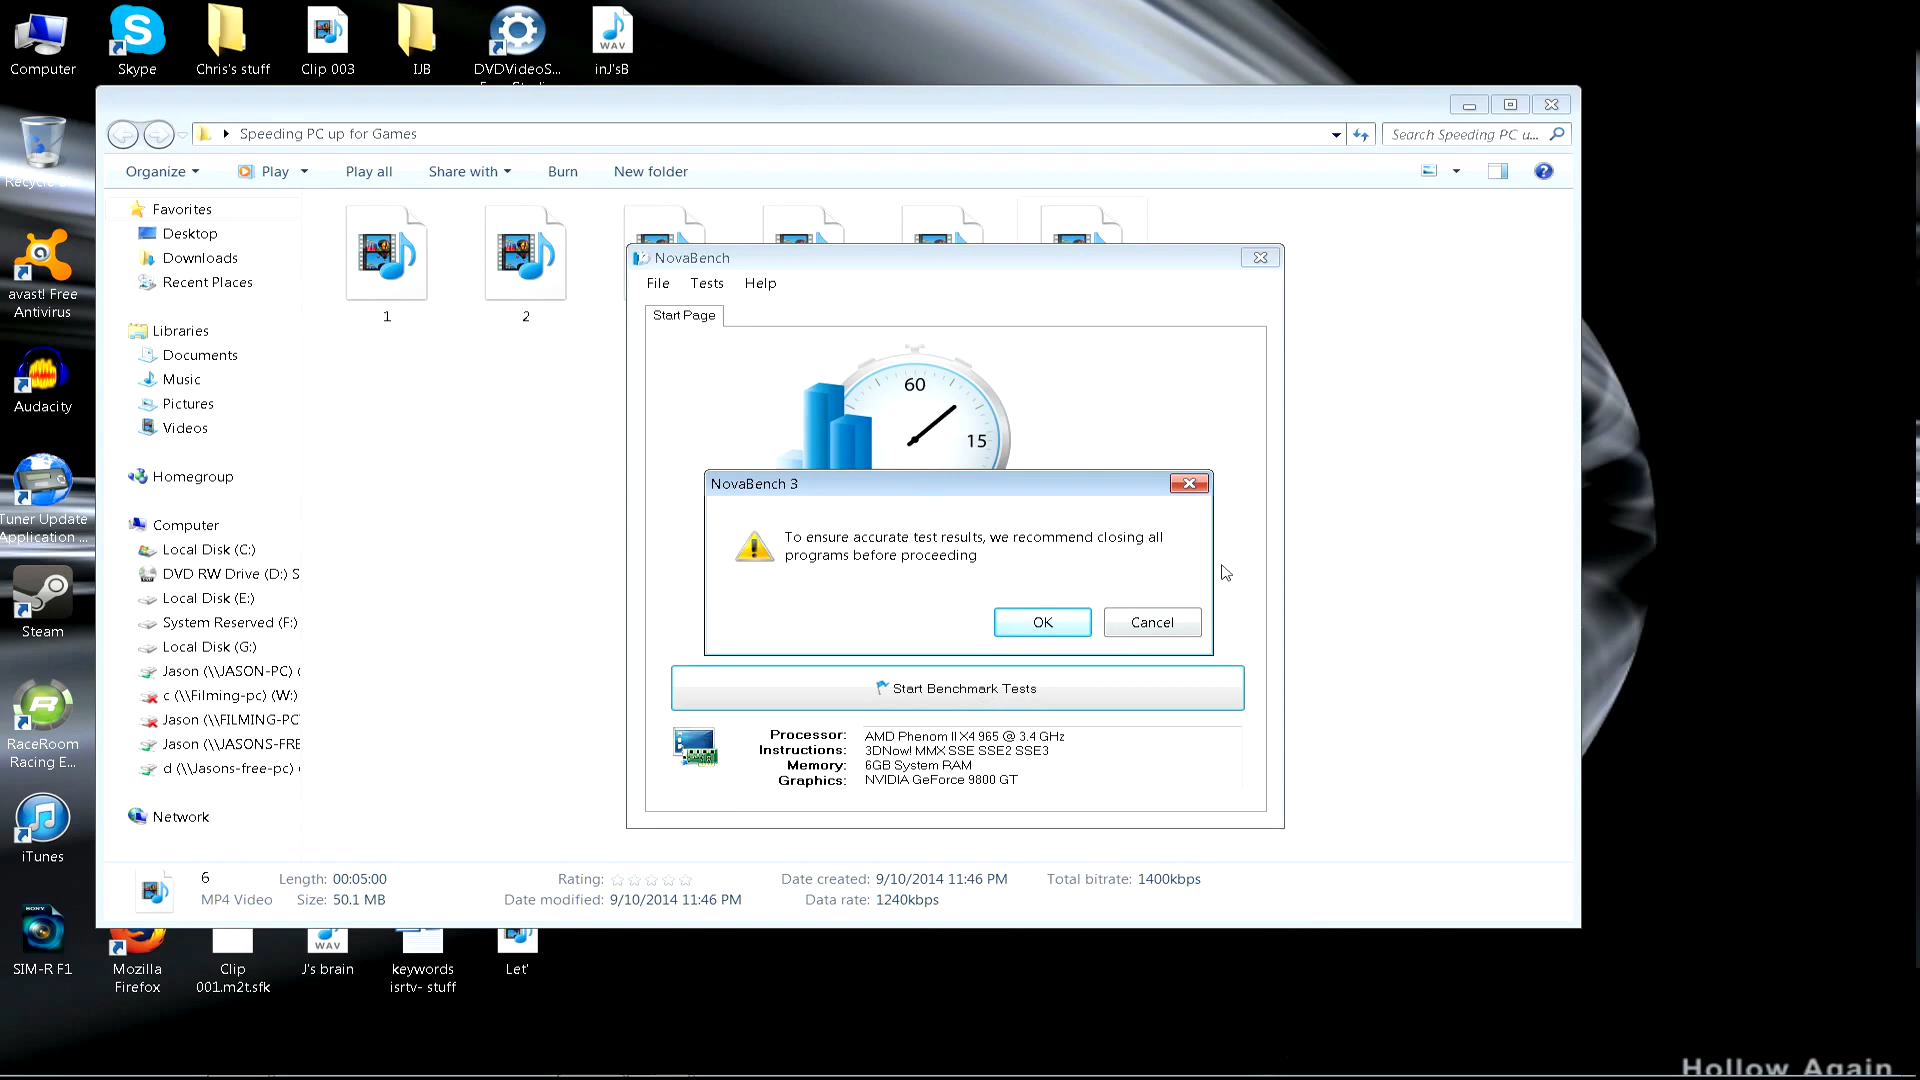 Computer
Skype
Chris's stuff
Clip 003
IJB
DVDVideoS...
inJ'sB
WAV
Speeding PC up for Games
Search Speeding PC u...
Organize
Play
Play all
Share with
Burn
New folder
avast! Free
Antivirus
Audacity
Tuner Update
Application ...
Steam
RaceRoom
Racing E...
iTunes
SONY
SIM-R F1
Favorites
Desktop
Downloads
Recent Places
Libraries
Documents
Music
Pictures
Videos
Homegroup
Computer
Local Disk (C:)
DVD RW Drive (D:) S
Local Disk (E:)
System Reserved (F:)
Local Disk (G:)
Jason (\\JASON-PC) (
c (\\Filming-pc) (W:)
Jason (\\FILMING-PC
Jason (\\JASONS-FRE
d (\\Jasons-free-pc) (
Network
1
2
NovaBench
File
Tests
Help
Start Page
60
15
NovaBench 3
To ensure accurate test results, we recommend closing all
programs before proceeding
OK
Cancel
Start Benchmark Tests
Processor: AMD Phenom II X4 965 @ 3.4 GHz
Instructions: 3DNow! MMX SSE SSE2 SSE3
Memory: 6GB System RAM
Graphics: NVIDIA GeForce 9800 GT
6
MP4 Video
Length: 00:05:00
Size: 50.1 MB
Rating:
Date modified: 9/10/2014 11:46 PM
Date created: 9/10/2014 11:46 PM
Data rate: 1240kbps
Total bitrate: 1400kbps
Mozilla
Firefox
Clip
001.m2t.sfk
WAV
J's brain
keywords
isrtv- stuff
Let'
Hollow Again